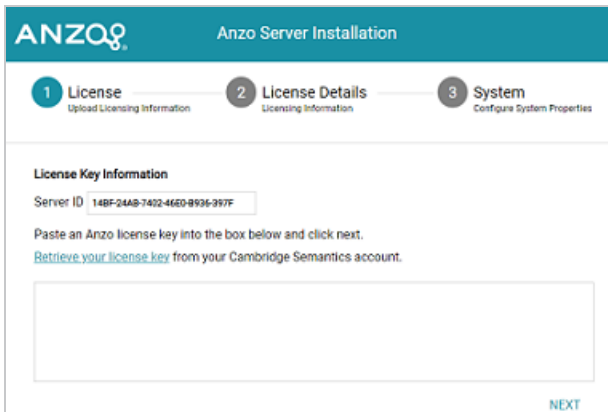 ANZO
Anzo Server Installation
1 License
Upload Licensing Information
2 License Details
Licensing Information
3 System
Configure System Properties
License Key Information
Server ID 14BF-24AB-7402-46E0-B936-397F
Paste an Anzo license key into the box below and click next.
Retrieve your license key from your Cambridge Semantics account.
NEXT